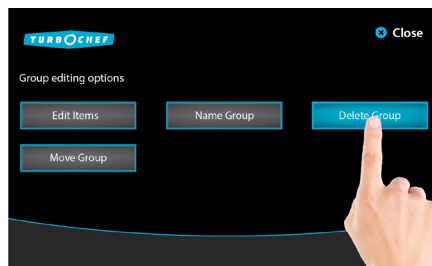 TURBOCHEF
Close
Group editing options
Edit Items
Name Group
Delete Group
Move Group